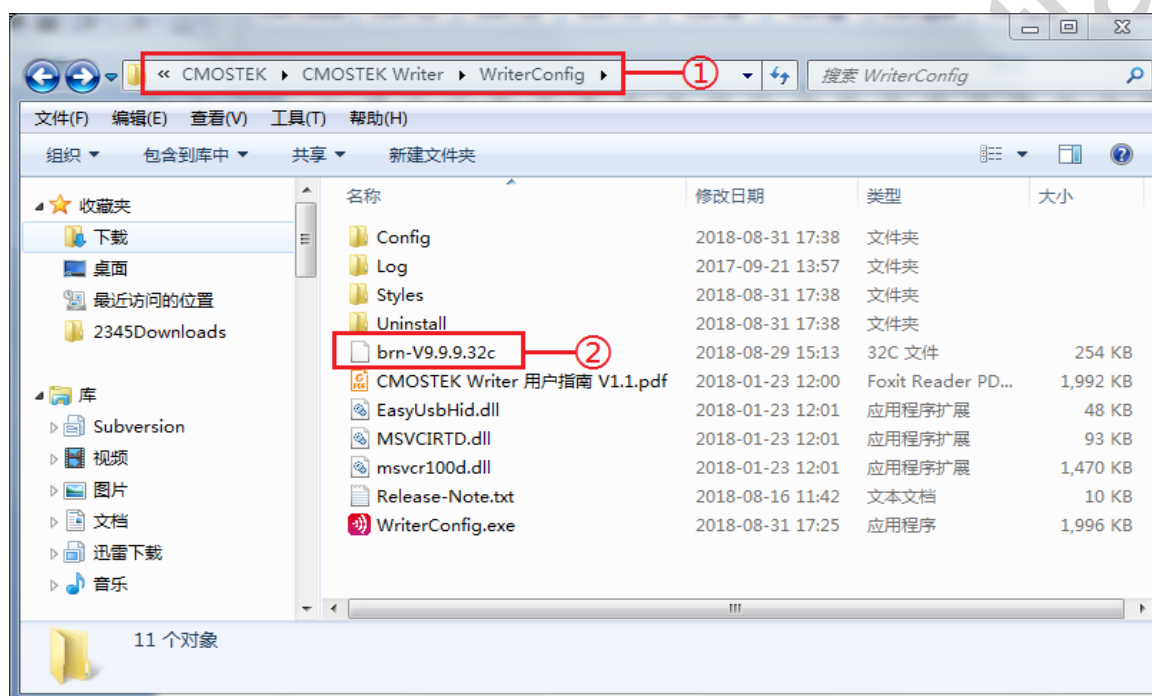 « CMOSTEK ▸ CMOSTEK Writer ▸ WriterConfig ▸ ① 搜索 WriterConfig
文件(F) 编辑(E) 查看(V) 工具(T) 帮助(H)
组织 ▼ 包含到库中 ▼ 共享 ▼ 新建文件夹
收藏夹
下载
桌面
最近访问的位置
2345Downloads
库
Subversion
视频
图片
文档
迅雷下载
音乐
名称 修改日期 类型 大小
Config 2018-08-31 17:38 文件夹
Log 2017-09-21 13:57 文件夹
Styles 2018-08-31 17:38 文件夹
Uninstall 2018-08-31 17:38 文件夹
brn-V9.9.9.32c ② 2018-08-29 15:13 32C 文件 254 KB
CMOSTEK Writer 用户指南 V1.1.pdf 2018-01-23 12:00 Foxit Reader PD... 1,992 KB
EasyUsbHid.dll 2018-01-23 12:01 应用程序扩展 48 KB
MSVCIRTD.dll 2018-01-23 12:01 应用程序扩展 93 KB
msvcr100d.dll 2018-01-23 12:01 应用程序扩展 1,470 KB
Release-Note.txt 2018-08-16 11:42 文本文档 10 KB
WriterConfig.exe 2018-08-31 17:25 应用程序 1,996 KB
11 个对象